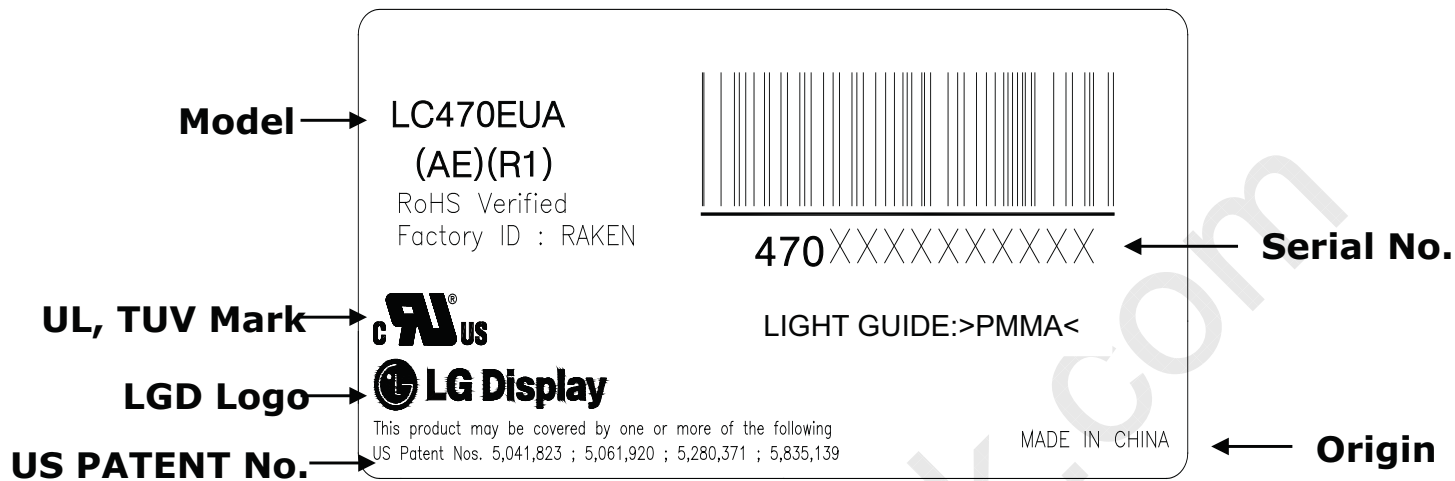 Model
LC470EUA
(AE)(R1)
RoHS Verified
Factory ID : RAKEN
470XXXXXXXXXX
Serial No.
UL, TUV Mark
c RU ® US
LIGHT GUIDE:>PMMA<
LGD Logo
LG Display
This product may be covered by one or more of the following
US Patent Nos. 5,041,823 ; 5,061,920 ; 5,280,371 ; 5,835,139
US PATENT No.
MADE IN CHINA
Origin
.com